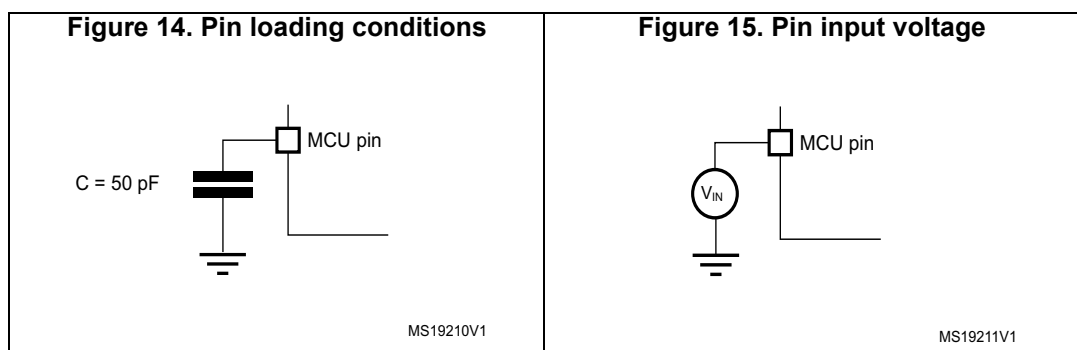 Figure 14. Pin loading conditions
MCU pin
C = 50 pF
MS19210V1
Figure 15. Pin input voltage
MCU pin
VIN
MS19211V1